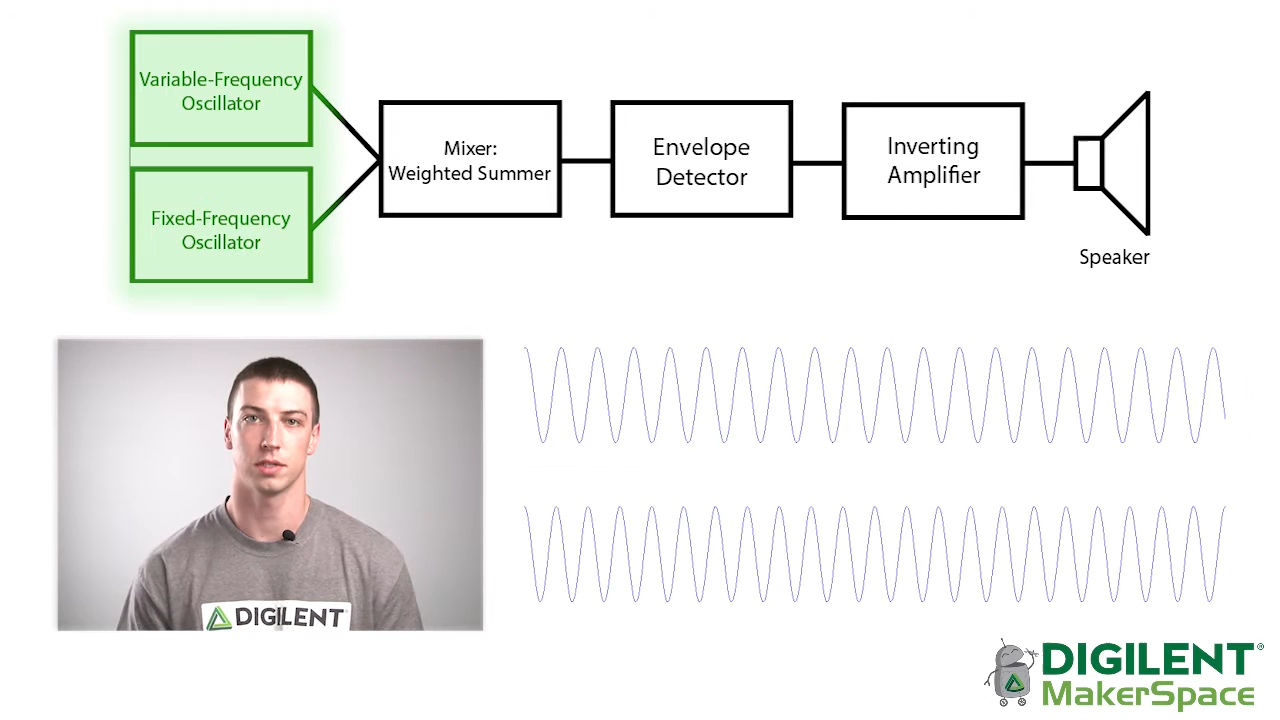 Variable-Frequency
Oscillator
Fixed-Frequency
Oscillator
Mixer:
Weighted Summer
Envelope
Detector
Inverting
Amplifier
Speaker
DIGILENT
DIGILENT®
MakerSpace